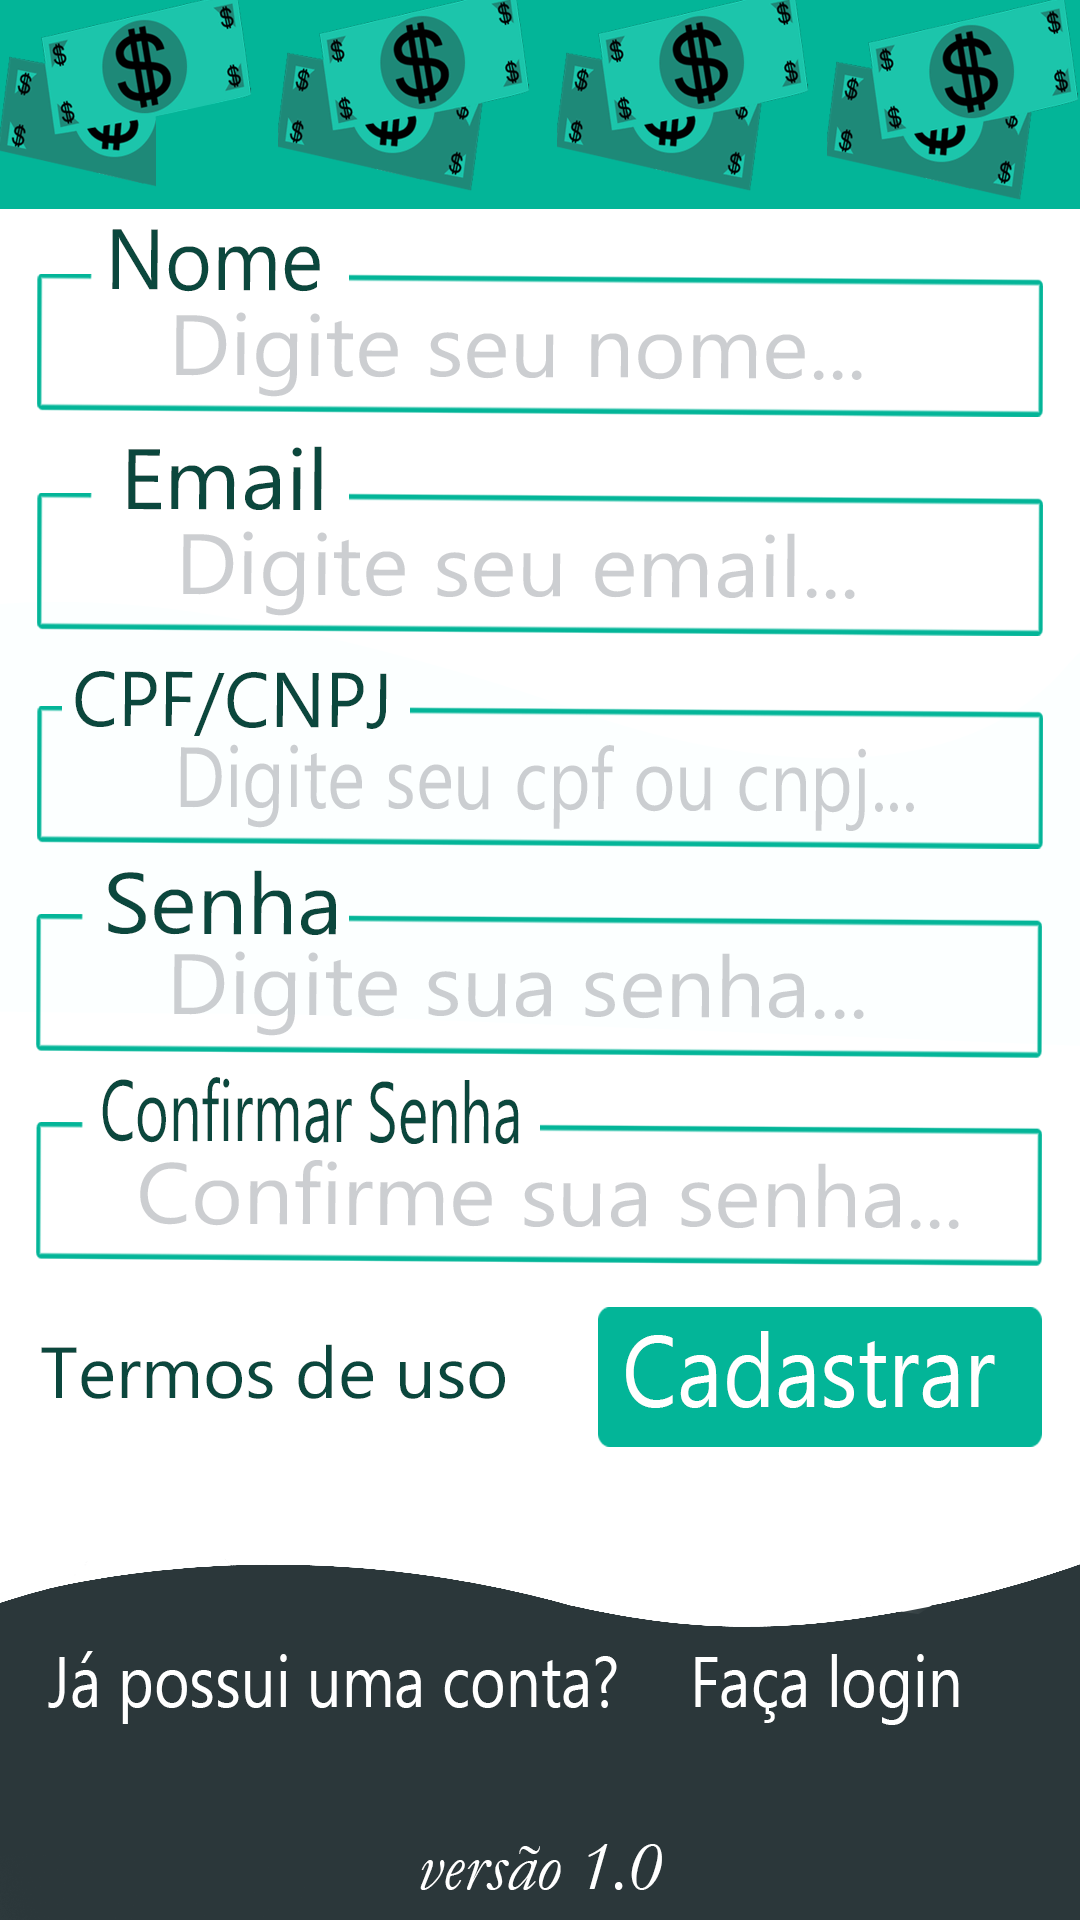 Nome
Digite seu nome...
Email
Digite seu email...
CPF/CNPJ
Digite seu cpf ou cnpj...
Senha
Digite sua senha...
Confirmar Senha
Confirme sua senha...
Termos de uso
Cadastrar
Já possui uma conta? Faça login
versão 1.0